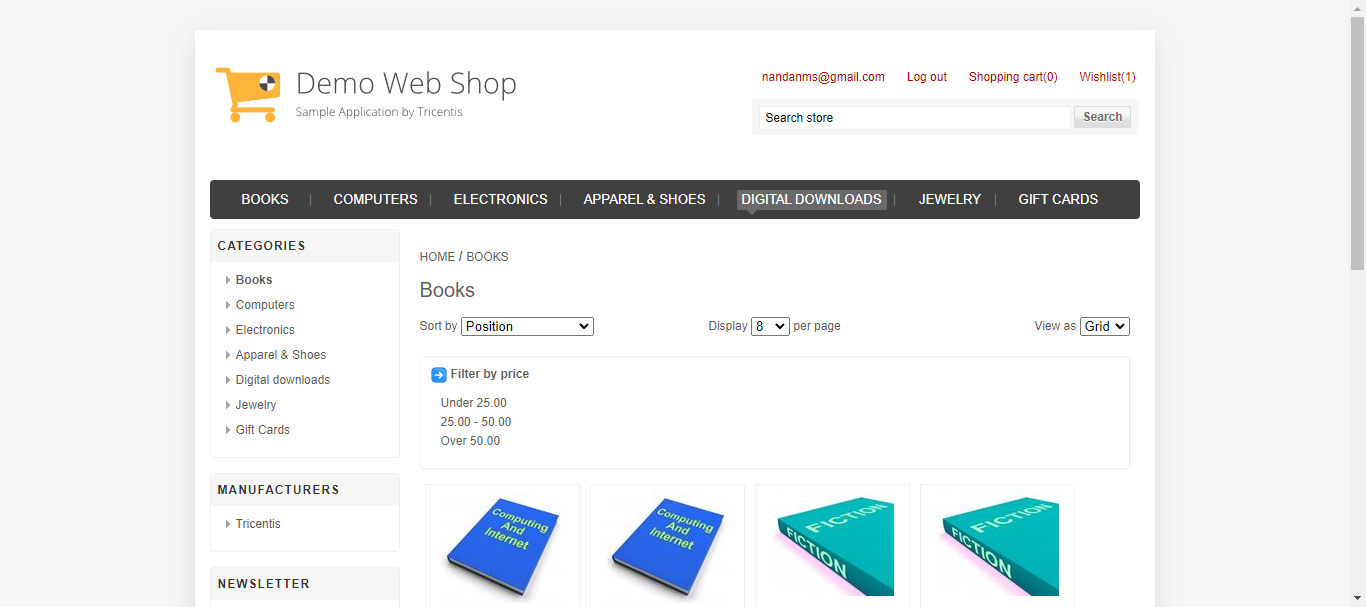 Demo Web Shop
Sample Application by Tricentis
nandanms@gmail.com Log out Shopping cart(0) Wishlist(1)
Search store Search
BOOKS COMPUTERS ELECTRONICS APPAREL & SHOES DIGITAL DOWNLOADS JEWELRY GIFT CARDS
CATEGORIES
Books
Computers
Electronics
Apparel & Shoes
Digital downloads
Jewelry
Gift Cards
MANUFACTURERS
Tricentis
NEWSLETTER
HOME / BOOKS
Books
Sort by Position Display 8 per page View as Grid
Filter by price
Under 25.00
25.00 - 50.00
Over 50.00
Computing
And
Internet
Computing
And
Internet
FICTION
FICTION
FICTION
FICTION